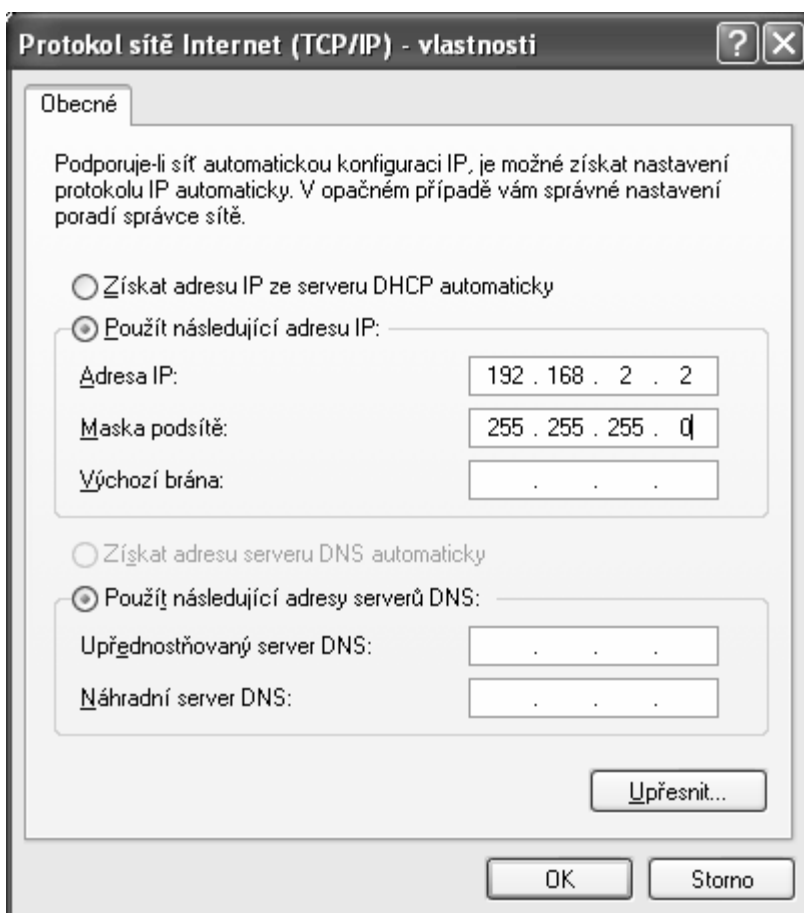 Protokol sítě Internet (TCP/IP) - vlastnosti
Obecné
Podporuje-li síť automatickou konfiguraci IP, je možné získat nastavení
protokolu IP automaticky. V opačném případě vám správné nastavení
poradí správce sítě.
Získat adresu IP ze serveru DHCP automaticky
Použít následující adresu IP:
Adresa IP: 192 . 168 . 2 . 2
Maska podsítě: 255 . 255 . 255 . 0
Výchozí brána: . . .
Získat adresu serveru DNS automaticky
Použít následující adresy serverů DNS:
Upřednostňovaný server DNS: . . .
Náhradní server DNS: . . .
Upřesnit...
OK Storno